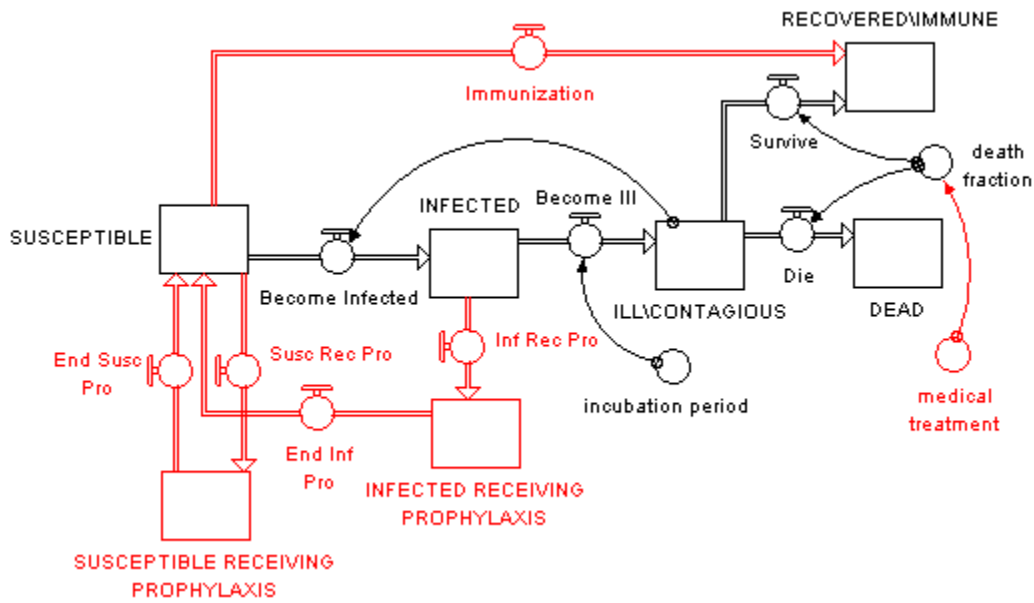 RECOVERED\IMMUNE
Immunization
Survive
death
fraction
SUSCEPTIBLE
INFECTED
Become Ill
Become Infected
ILL\CONTAGIOUS
Die
DEAD
End Susc
Pro
Susc Rec Pro
Inf Rec Pro
incubation period
medical
treatment
End Inf
Pro
INFECTED RECEIVING
PROPHYLAXIS
SUSCEPTIBLE RECEIVING
PROPHYLAXIS